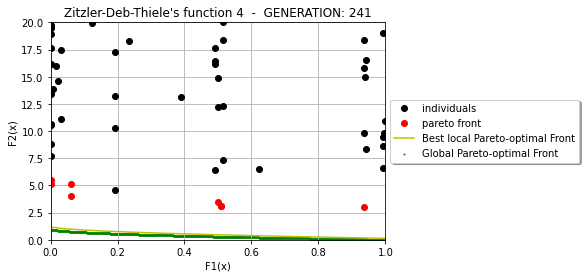 Zitzler-Deb-Thiele's function 4 - GENERATION: 241
20.0
17.5
15.0
12.5
10.0
7.5
5.0
2.5
0.0
F2(x)
0.0 0.2 0.4 0.6 0.8 1.0
F1(x)
individuals
pareto front
Best local Pareto-optimal Front
Global Pareto-optimal Front